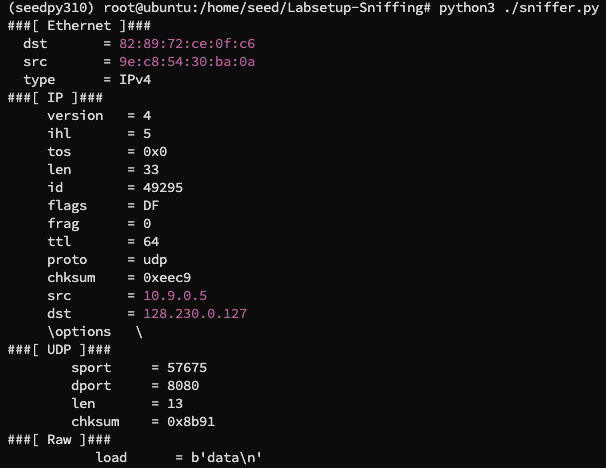 (seedpy310) root@ubuntu:/home/seed/Labsetup-Sniffing# python3 ./sniffer.py
###[ Ethernet ]###
  dst       = 82:89:72:ce:0f:c6
  src       = 9e:c8:54:30:ba:0a
  type      = IPv4
###[ IP ]###
     version   = 4
     ihl       = 5
     tos       = 0x0
     len       = 33
     id        = 49295
     flags     = DF
     frag      = 0
     ttl       = 64
     proto     = udp
     chksum    = 0xeec9
     src       = 10.9.0.5
     dst       = 128.230.0.127
     \options   \
###[ UDP ]###
        sport     = 57675
        dport     = 8080
        len       = 13
        chksum    = 0x8b91
###[ Raw ]###
           load      = b'data\n'